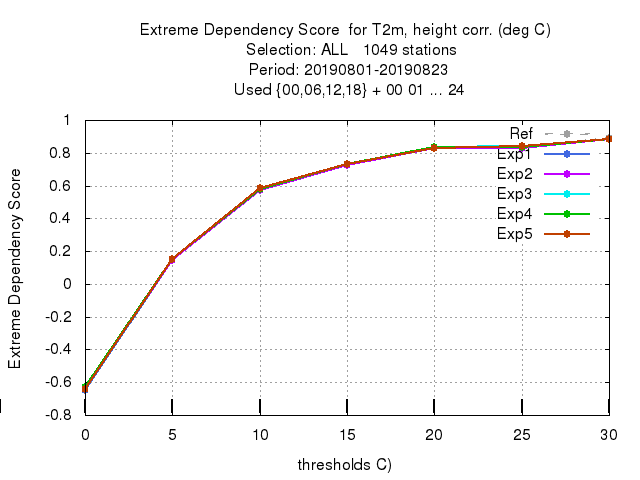 Extreme Dependency Score for T2m, height corr. (deg C)
Selection: ALL 1049 stations
Period: 20190801-20190823
Used {00,06,12,18} + 00 01 ... 24
Extreme Dependency Score
1
0.8
0.6
0.4
0.2
0
-0.2
-0.4
-0.6
-0.8
Ref
Exp1
Exp2
Exp3
Exp4
Exp5
0 5 10 15 20 25 30
thresholds C)